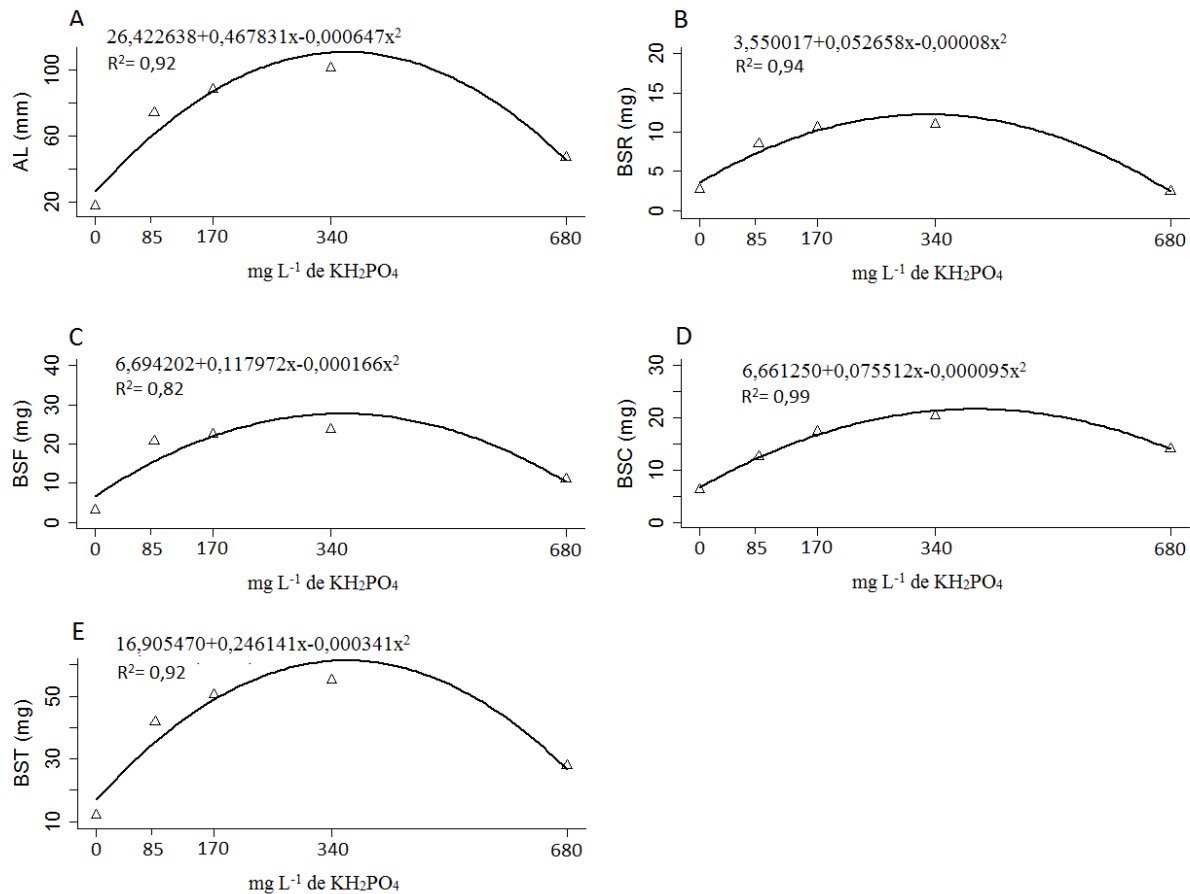 A
26,422638+0,467831x-0,000647x²
R²= 0,92
AL (mm)
100
60
20
0 85 170 340 680
mg L⁻¹ de KH₂PO₄
B
3,550017+0,052658x-0,00008x²
R²= 0,94
BSR (mg)
20
15
10
5
0
0 85 170 340 680
mg L⁻¹ de KH₂PO₄
C
6,694202+0,117972x-0,000166x²
R²= 0,82
BSF (mg)
40
30
20
10
0
0 85 170 340 680
mg L⁻¹ de KH₂PO₄
D
6,661250+0,075512x-0,000095x²
R²= 0,99
BSC (mg)
30
20
10
0
0 85 170 340 680
mg L⁻¹ de KH₂PO₄
E
16,905470+0,246141x-0,000341x²
R²= 0,92
BST (mg)
50
30
10
0 85 170 340 680
mg L⁻¹ de KH₂PO₄